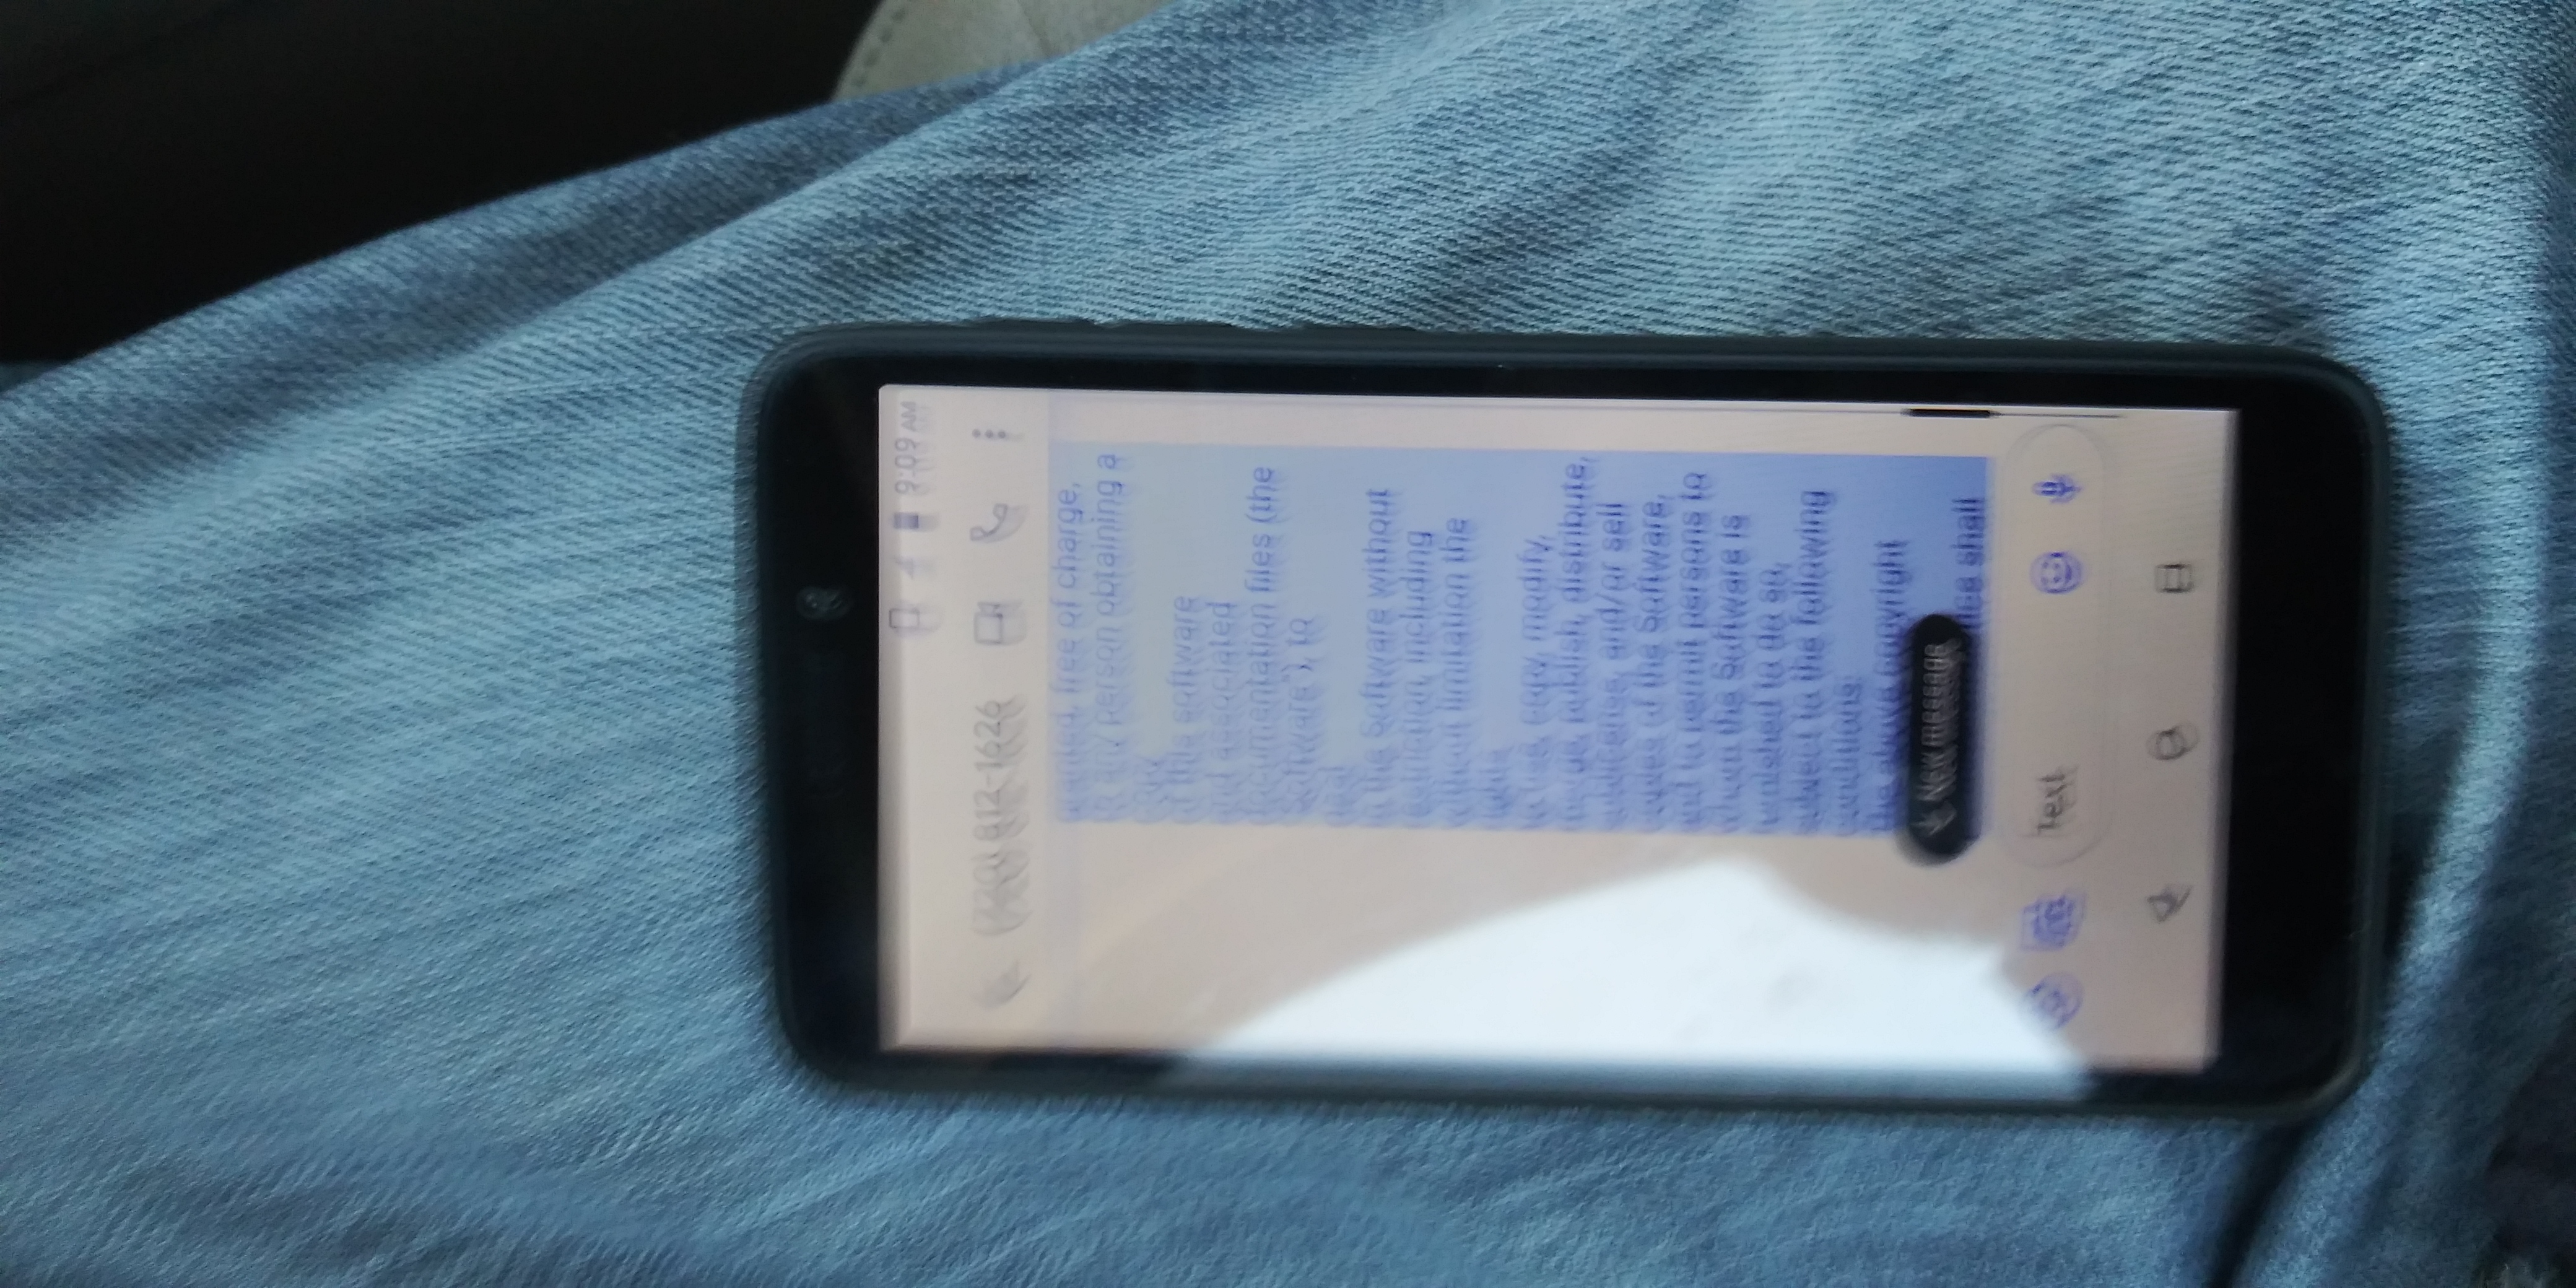 9:09 AM
(720) 812-1626
granted, free of charge,
to any person obtaining a
copy
of this software
and associated
documentation files (the
"Software"), to
deal
in the Software without
restriction, including
without limitation the
rights
to use, copy, modify,
merge, publish, distribute,
sublicense, and/or sell
copies of the Software,
and to permit persons to
whom the Software is
furnished to do so,
subject to the following
conditions:
the above copyright
New message
shall
Text